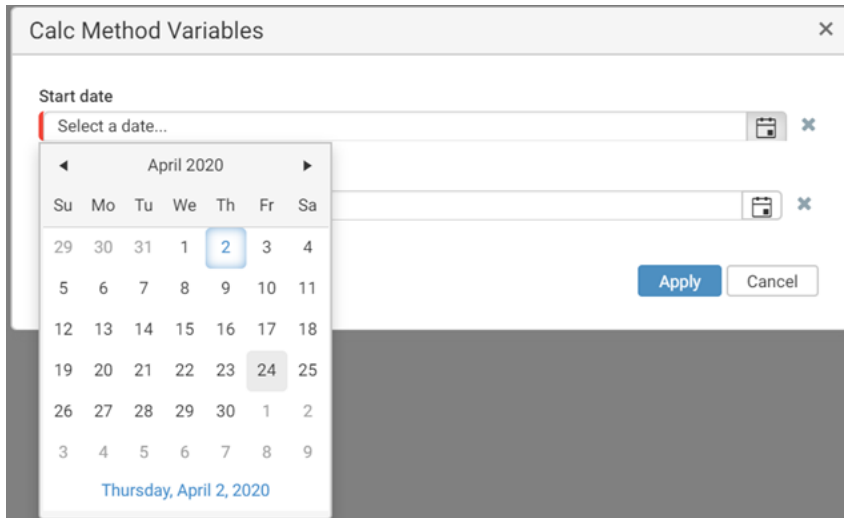 Calc Method Variables
Start date
Select a date...
April 2020
Su Mo Tu We Th Fr Sa
29 30 31 1 2 3 4
5 6 7 8 9 10 11
Apply Cancel
12 13 14 15 16 17 18
19 20 21 22 23 24 25
26 27 28 29 30 1 2
3 4 5 6 7 8 9
Thursday, April 2, 2020